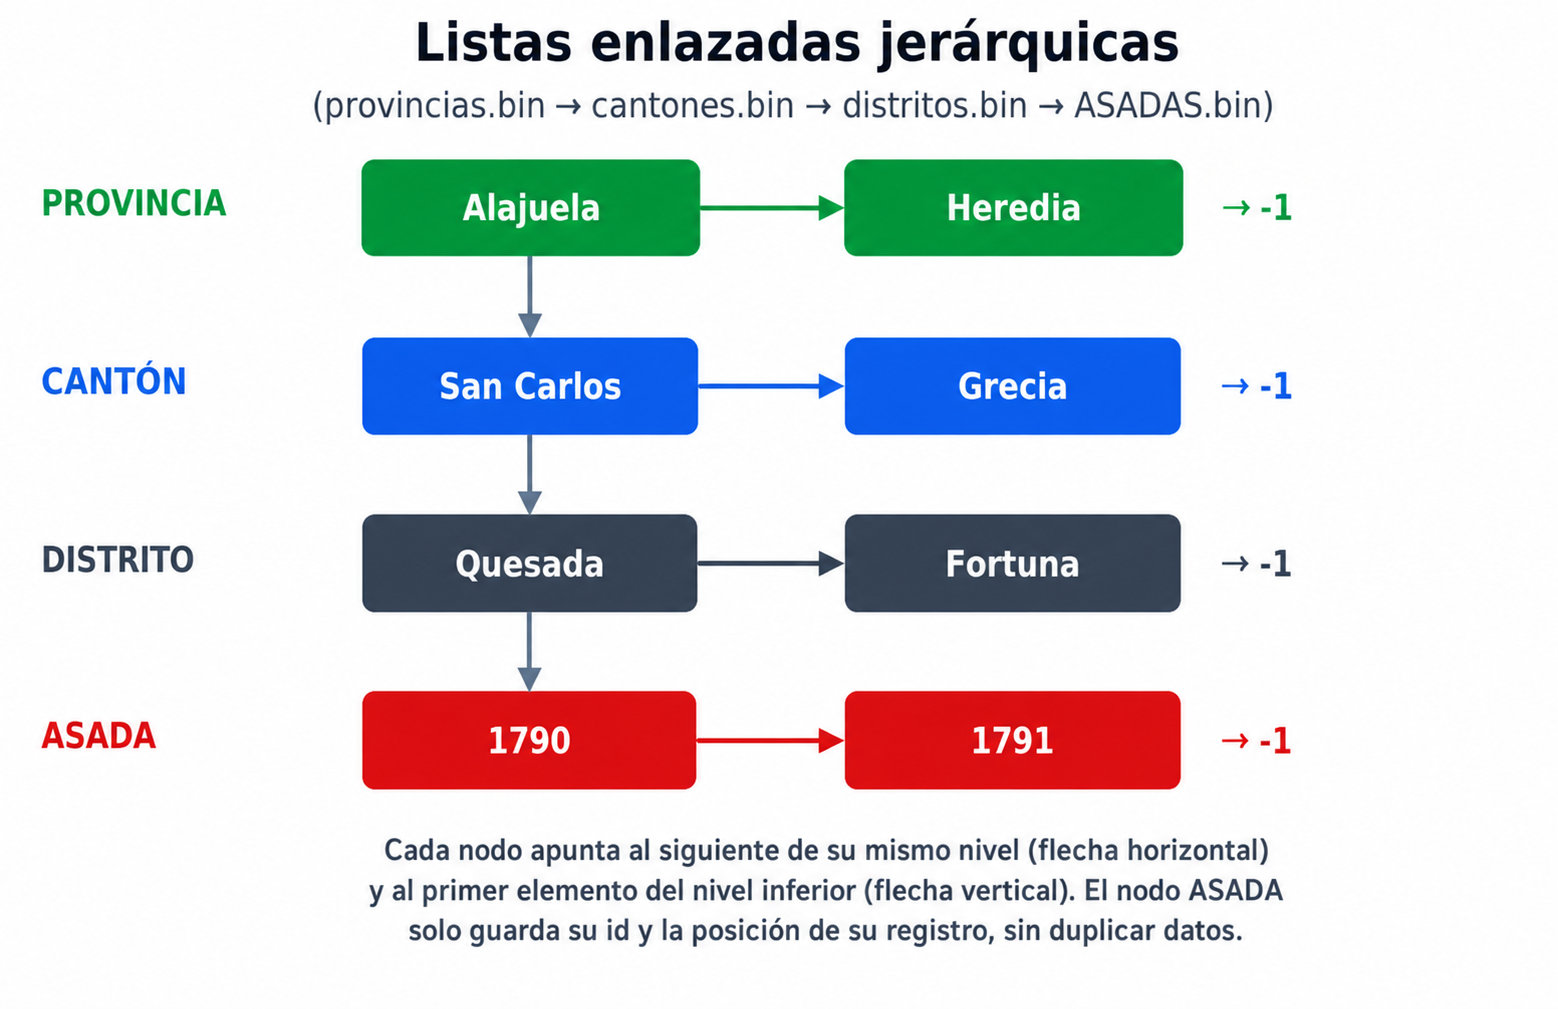 Listas enlazadas jerárquicas
(provincias.bin → cantones.bin → distritos.bin → ASADAS.bin)
PROVINCIA Alajuela Heredia → -1
CANTÓN San Carlos Grecia → -1
DISTRITO Quesada Fortuna → -1
ASADA 1790 1791 → -1
Cada nodo apunta al siguiente de su mismo nivel (flecha horizontal)
y al primer elemento del nivel inferior (flecha vertical). El nodo ASADA
solo guarda su id y la posición de su registro, sin duplicar datos.